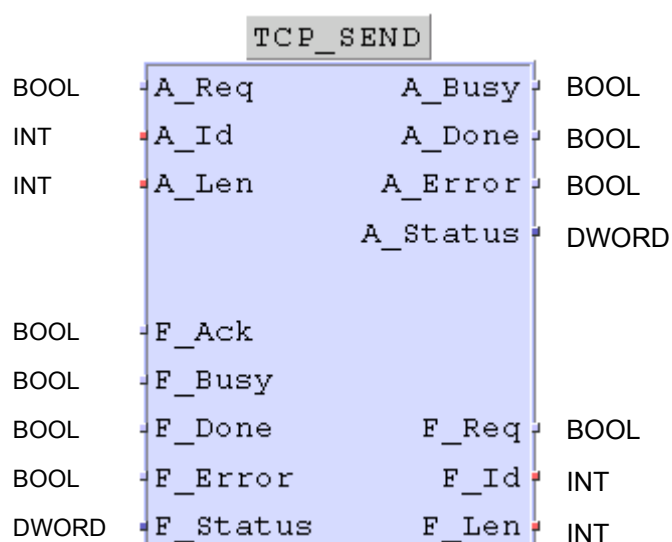 TCP_SEND
BOOL A_Req A_Busy BOOL
INT A_Id A_Done BOOL
INT A_Len A_Error BOOL
A_Status DWORD
BOOL F_Ack
BOOL F_Busy
BOOL F_Done F_Req BOOL
BOOL F_Error F_Id INT
DWORD F_Status F_Len INT